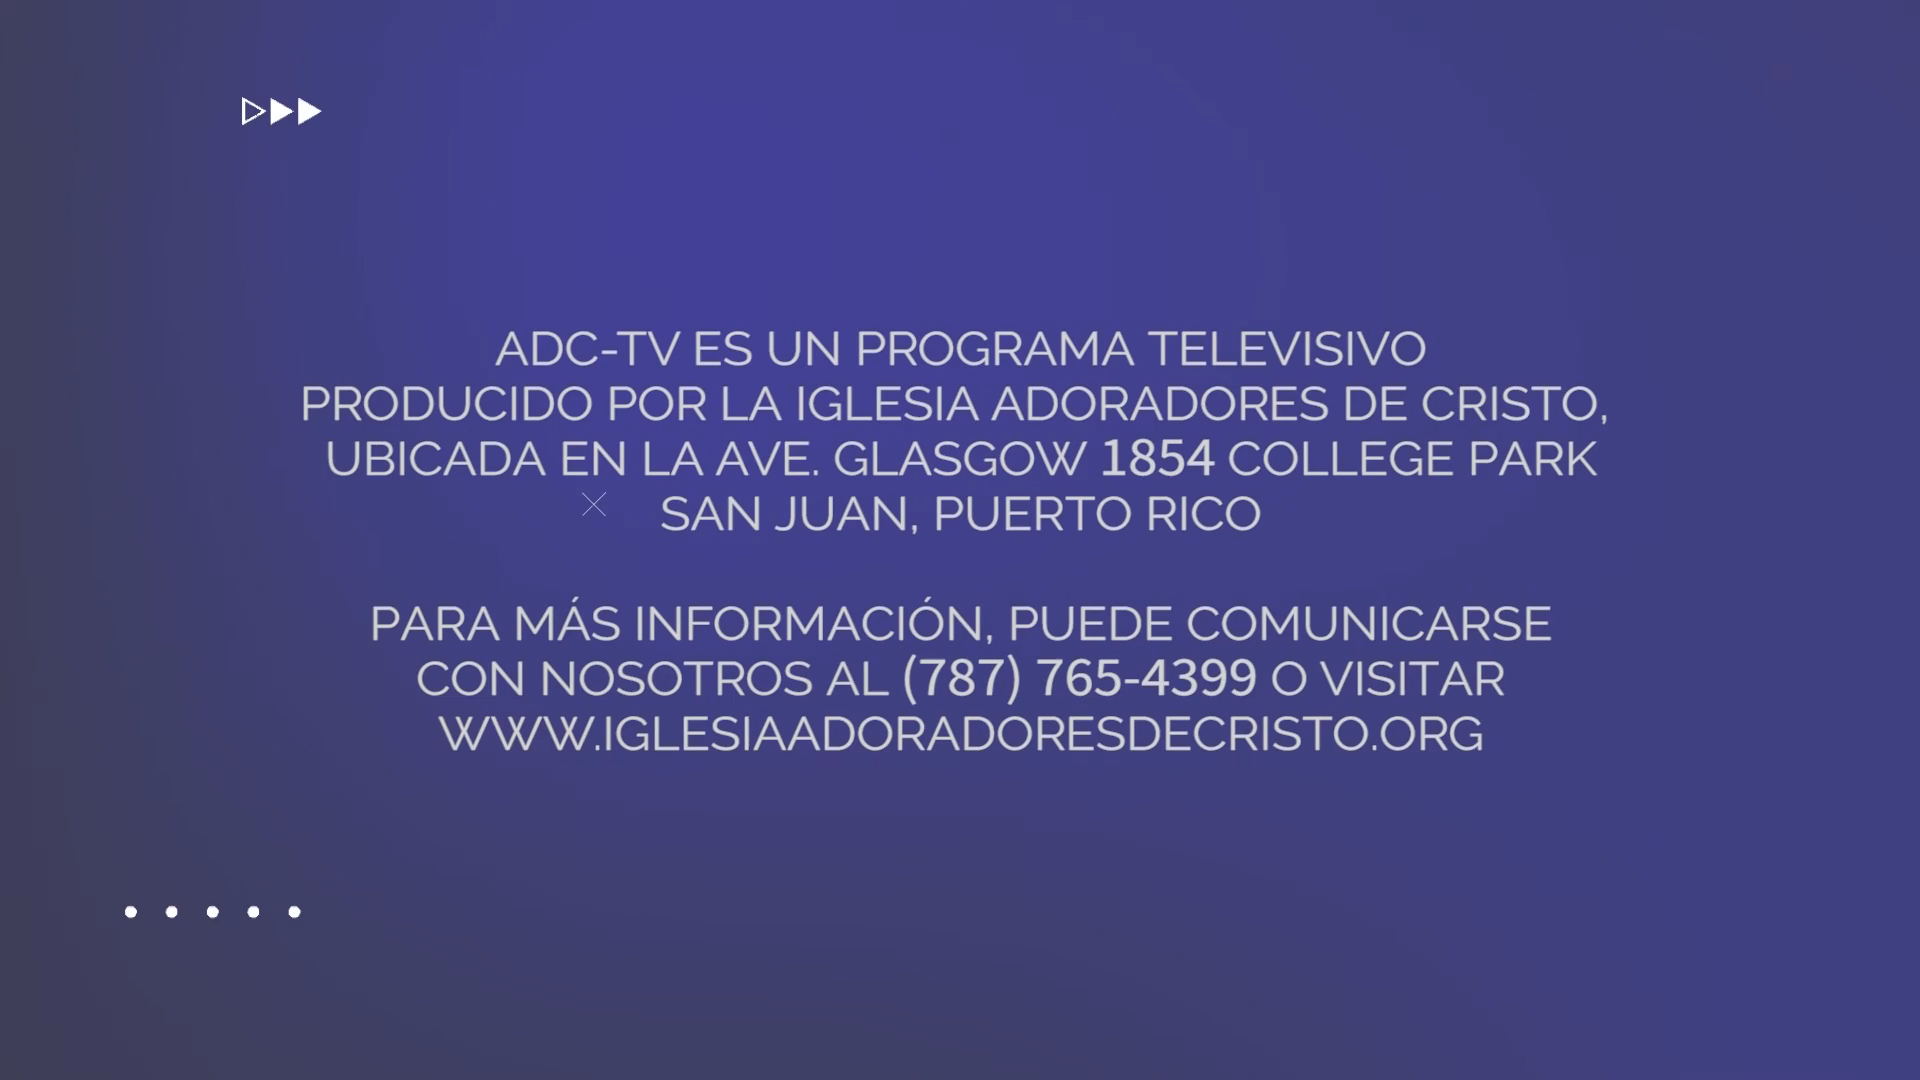 ADC-TV ES UN PROGRAMA TELEVISIVO
PRODUCIDO POR LA IGLESIA ADORADORES DE CRISTO,
UBICADA EN LA AVE. GLASGOW 1854 COLLEGE PARK
SAN JUAN, PUERTO RICO
PARA MÁS INFORMACIÓN, PUEDE COMUNICARSE
CON NOSOTROS AL (787) 765-4399 O VISITAR
WWW.IGLESIAADORADORESDECRISTO.ORG